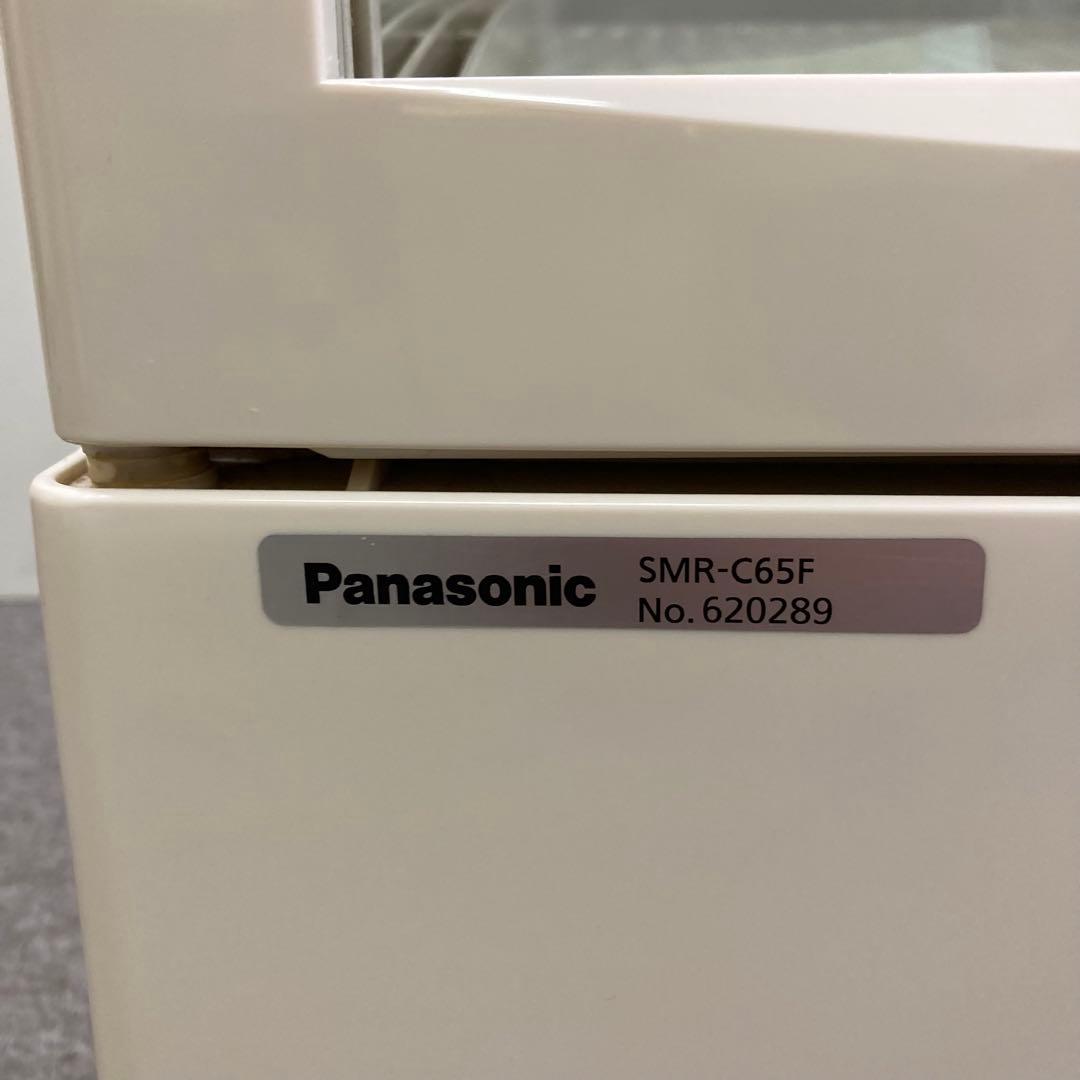 Panasonic
SMR-C65F
No. 620289